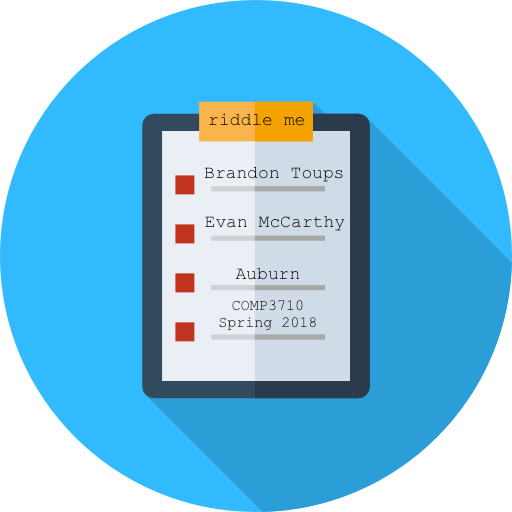 riddle me
Brandon Toups
Evan McCarthy
Auburn
COMP3710
Spring 2018